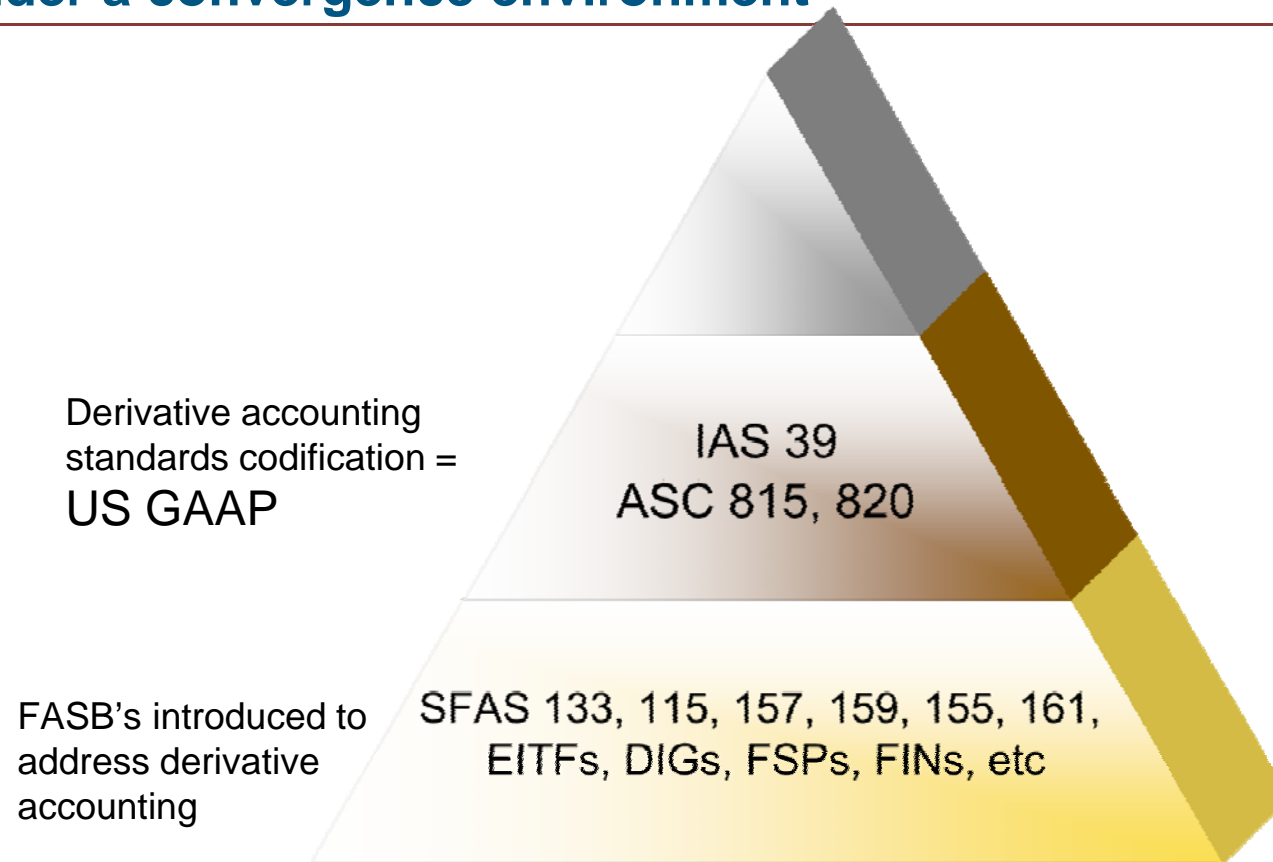 a convergence environment
Derivative accounting
standards codification =
US GAAP
IAS 39
ASC 815, 820
FASB's introduced to
address derivative
accounting
SFAS 133, 115, 157, 159, 155, 161,
EITFs, DIGs, FSPs, FINs, etc